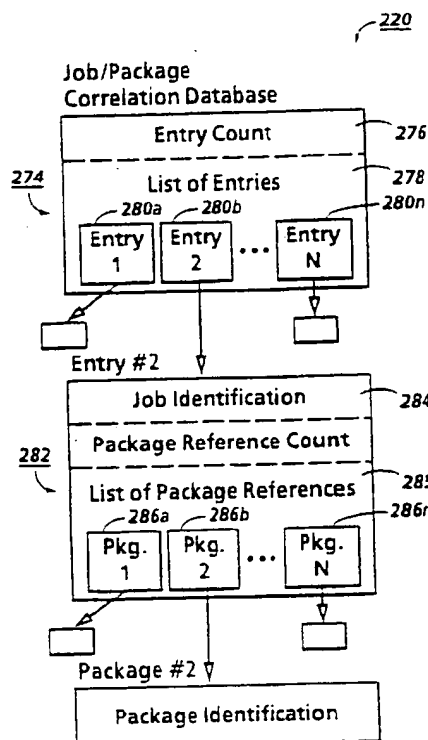 220
Job/Package
Correlation Database
Entry Count
276
274
List of Entries
278
280a 280b 280n
Entry 1 Entry 2 ••• Entry N
Entry #2
Job Identification
284
Package Reference Count
282
List of Package References
285
286a 286b 286n
Pkg. 1 Pkg. 2 ••• Pkg. N
Package #2
Package Identification